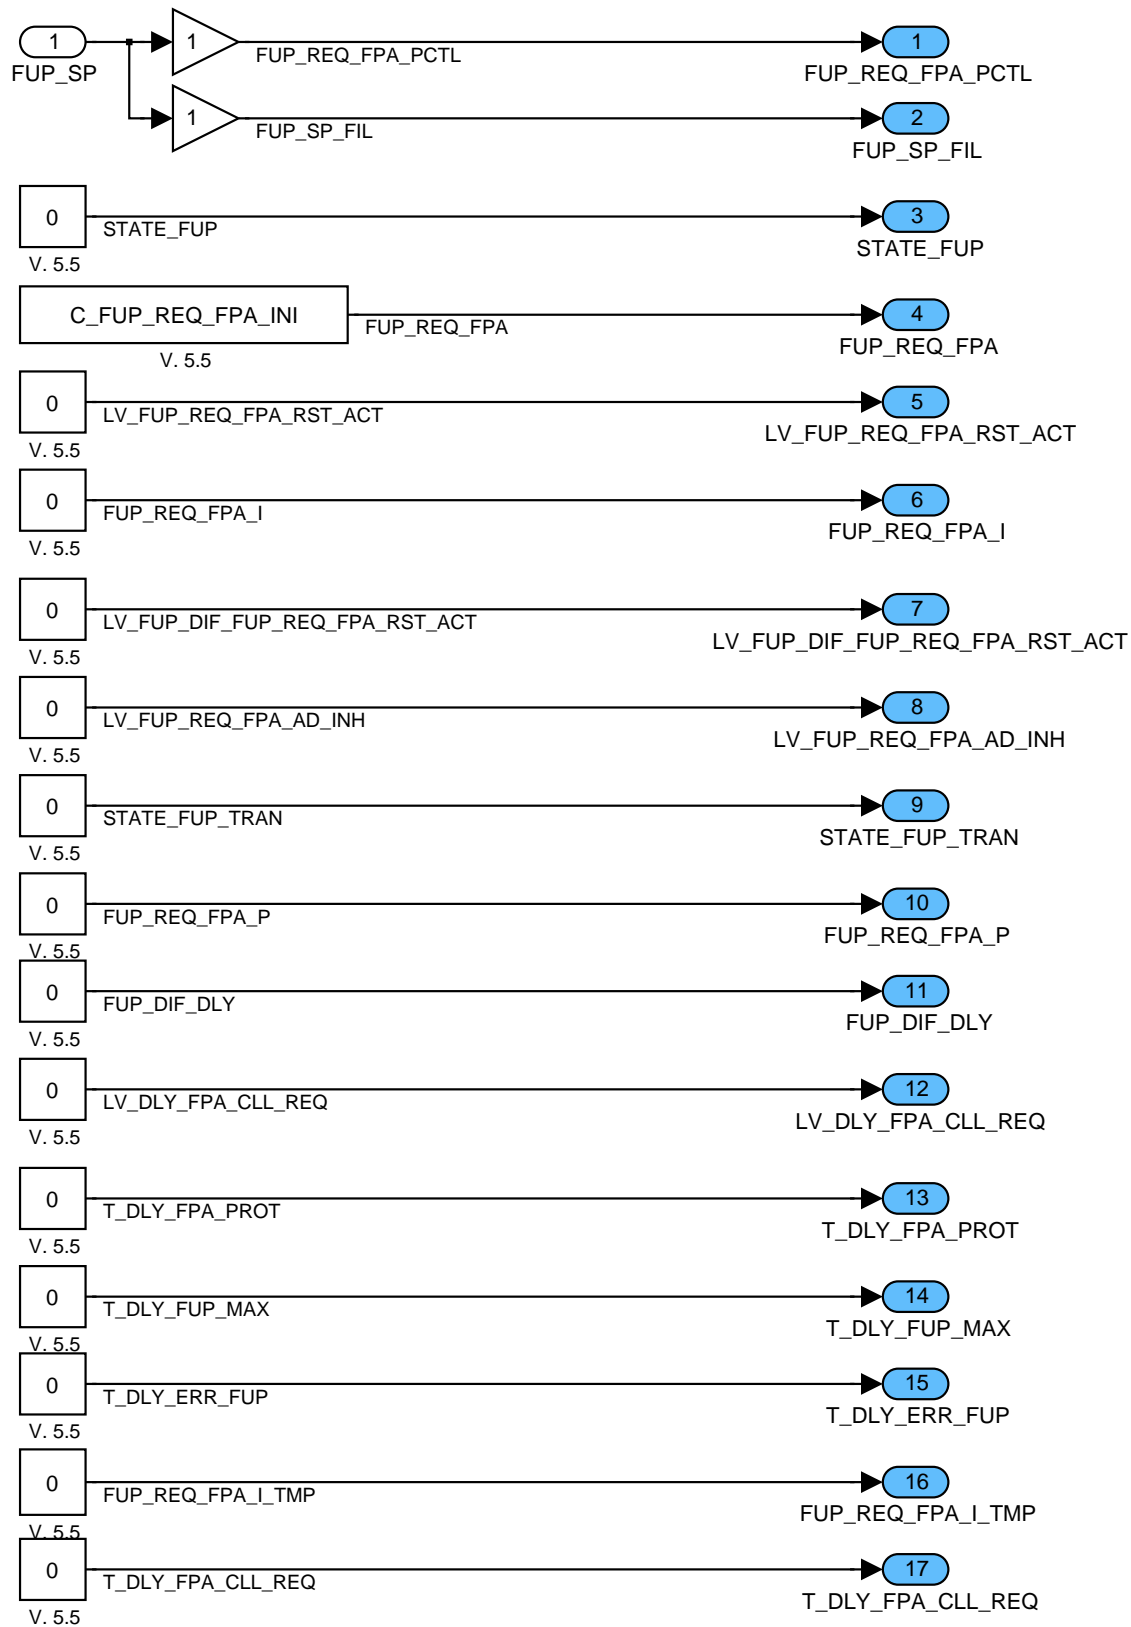 1
1
FUP_REQ_FPA_PCTL
1
FUP_SP
FUP_REQ_FPA_PCTL
1
FUP_SP_FIL
2
FUP_SP_FIL
0
STATE_FUP
3
STATE_FUP
V. 5.5
C_FUP_REQ_FPA_INI
FUP_REQ_FPA
4
FUP_REQ_FPA
V. 5.5
0
LV_FUP_REQ_FPA_RST_ACT
5
LV_FUP_REQ_FPA_RST_ACT
V. 5.5
0
FUP_REQ_FPA_I
6
FUP_REQ_FPA_I
V. 5.5
0
LV_FUP_DIF_FUP_REQ_FPA_RST_ACT
7
LV_FUP_DIF_FUP_REQ_FPA_RST_ACT
V. 5.5
0
LV_FUP_REQ_FPA_AD_INH
8
LV_FUP_REQ_FPA_AD_INH
V. 5.5
0
STATE_FUP_TRAN
9
STATE_FUP_TRAN
V. 5.5
0
FUP_REQ_FPA_P
10
FUP_REQ_FPA_P
V. 5.5
0
FUP_DIF_DLY
11
FUP_DIF_DLY
V. 5.5
0
LV_DLY_FPA_CLL_REQ
12
LV_DLY_FPA_CLL_REQ
V. 5.5
0
T_DLY_FPA_PROT
13
T_DLY_FPA_PROT
V. 5.5
0
T_DLY_FUP_MAX
14
T_DLY_FUP_MAX
V. 5.5
0
T_DLY_ERR_FUP
15
T_DLY_ERR_FUP
V. 5.5
0
FUP_REQ_FPA_I_TMP
16
FUP_REQ_FPA_I_TMP
V. 5.5
0
T_DLY_FPA_CLL_REQ
17
T_DLY_FPA_CLL_REQ
V. 5.5